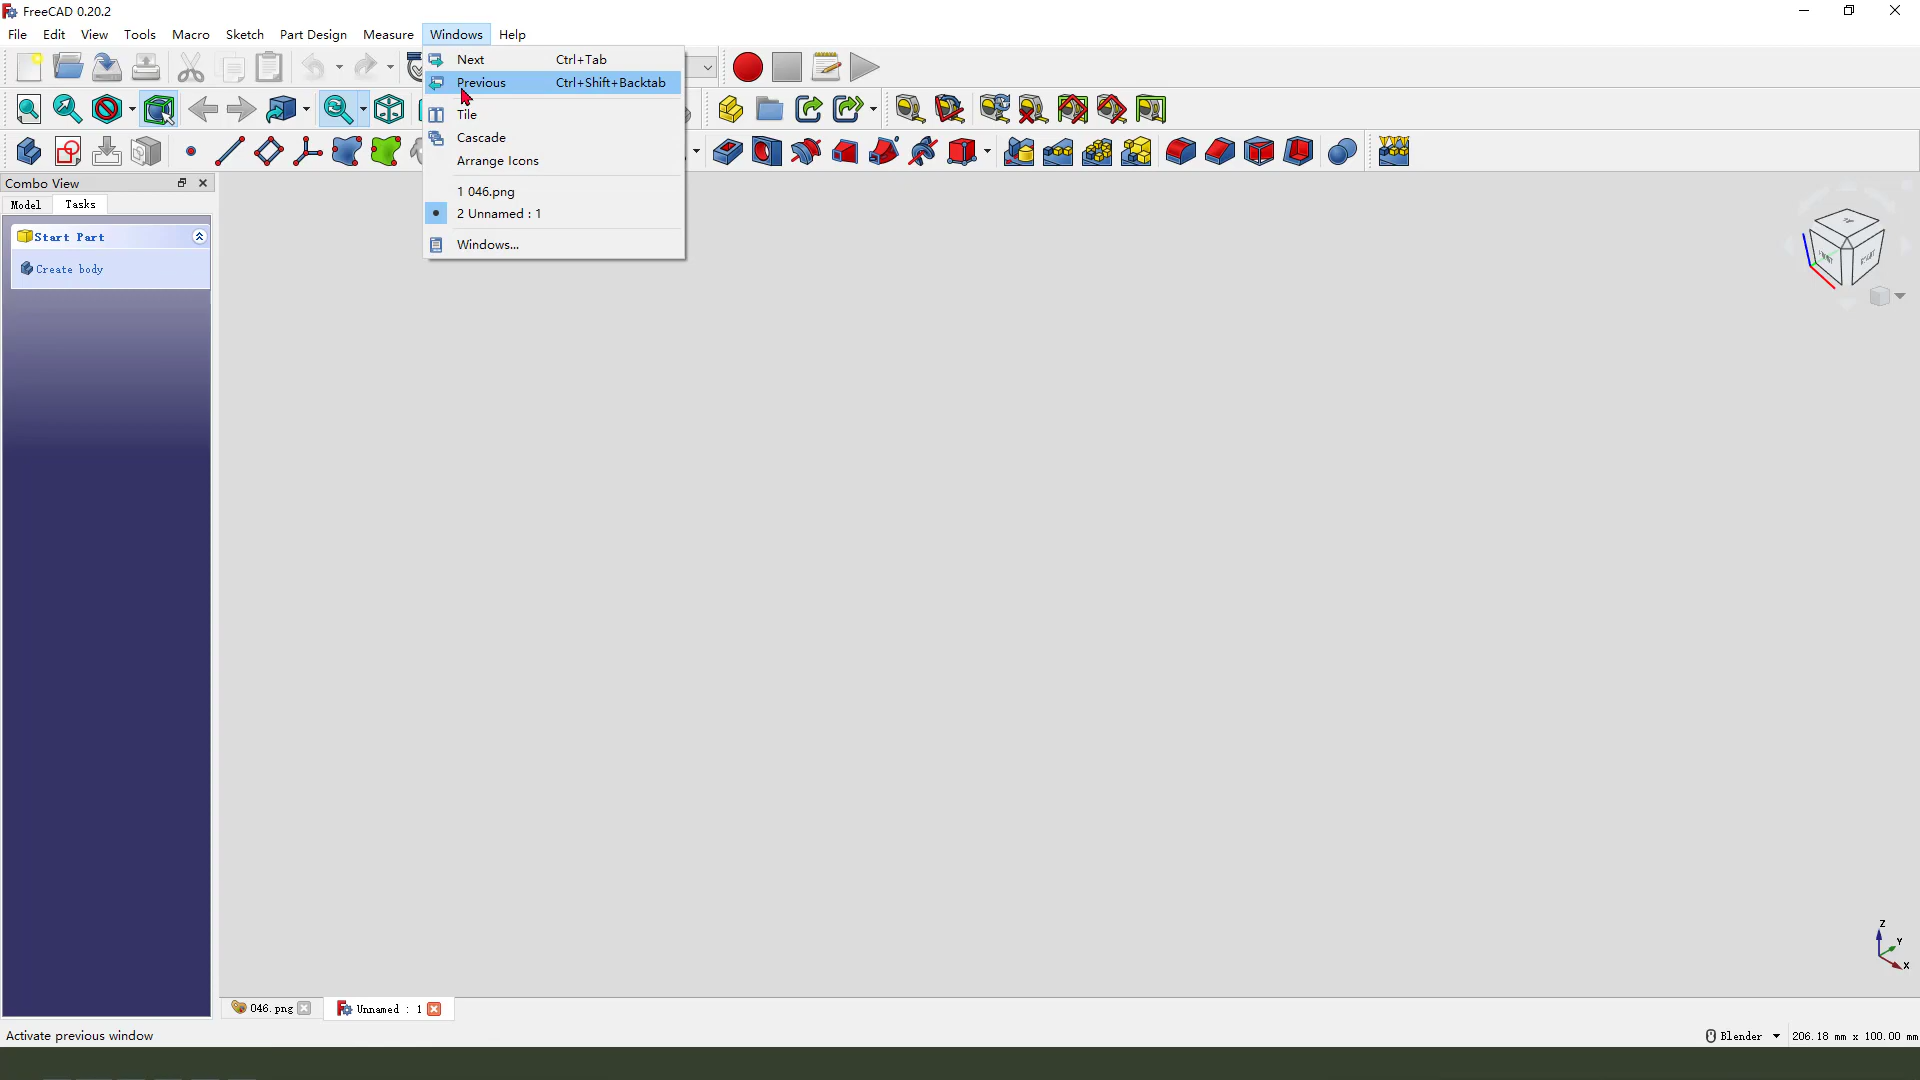 FreeCAD 0.20.2
File Edit View Tools Macro Sketch Part Design Measure Windows Help
Next Ctrl+Tab
Previous Ctrl+Shift+Backtab
Tile
Cascade
Arrange Icons
1 046.png
2 Unnamed : 1
Windows...
Combo View
Model Tasks
Start Part
Create body
Z
Y
X
046.png Unnamed : 1
Activate previous window
Blender 206.18 mm x 100.00 mm